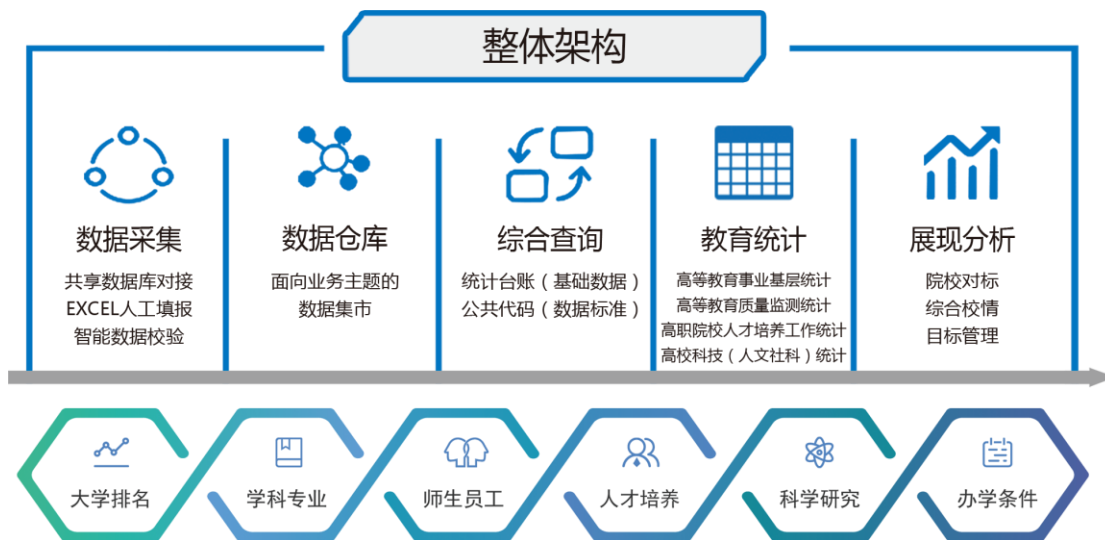 整体架构
数据采集
共享数据库对接
EXCEL人工填报
智能数据校验
数据仓库
面向业务主题的
数据集市
综合查询
统计台账（基础数据）
公共代码（数据标准）
教育统计
高等教育事业基层统计
高等教育质量监测统计
高职院校人才培养工作统计
高校科技（人文社科）统计
展现分析
院校对标
综合校情
目标管理
大学排名
学科专业
师生员工
人才培养
科学研究
办学条件